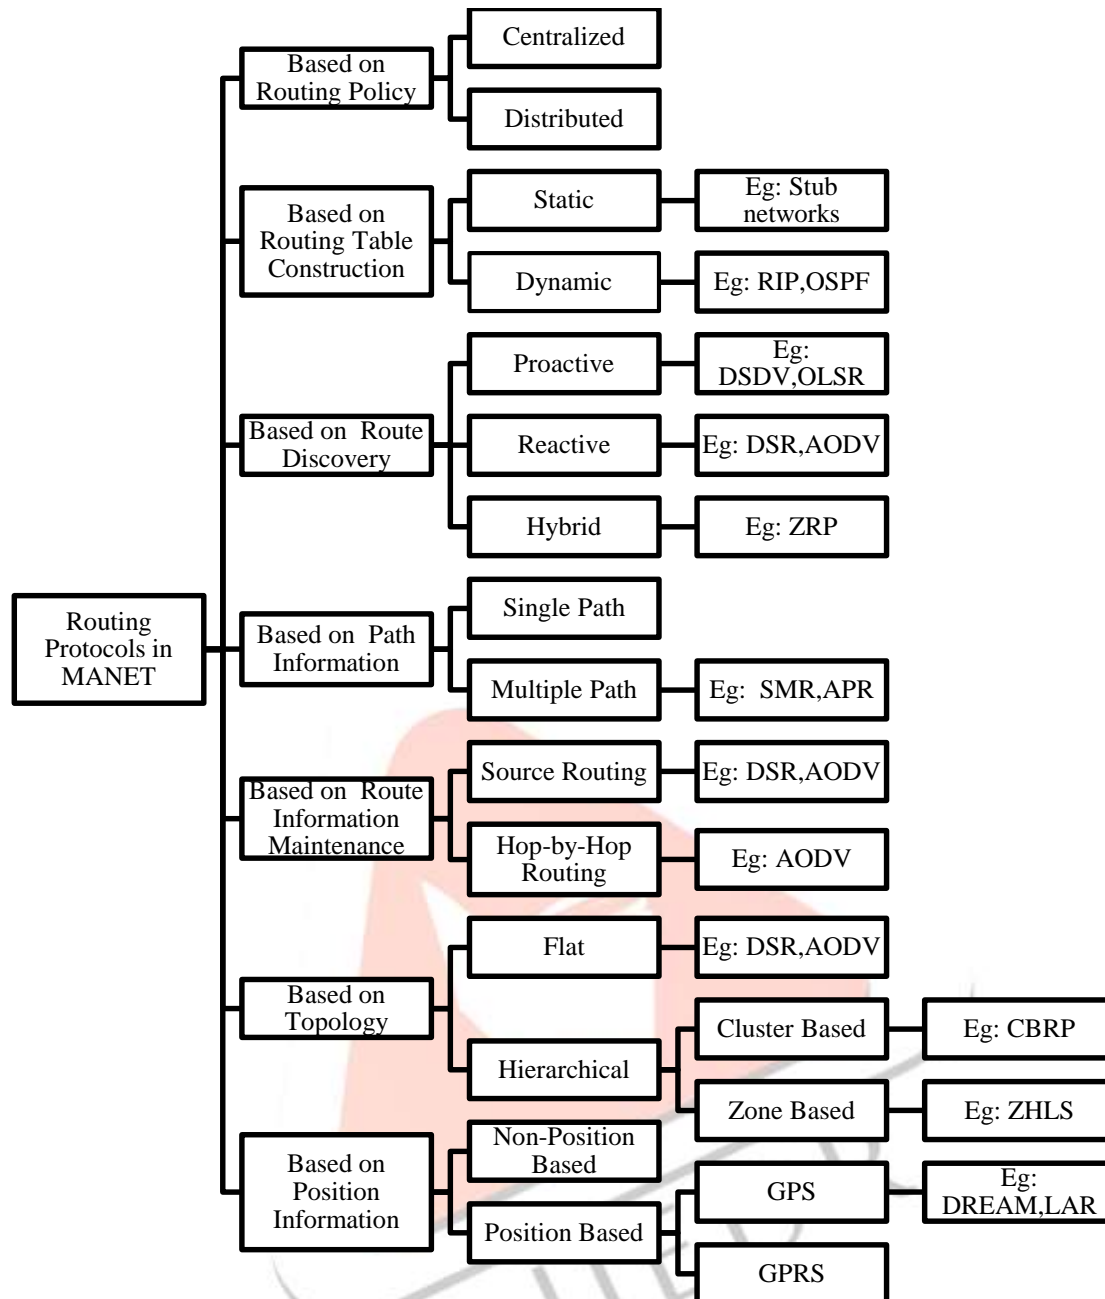 Routing
Protocols in
MANET
Based on
Routing Policy
Centralized
Distributed
Based on
Routing Table
Construction
Static
Eg: Stub
networks
Dynamic
Eg: RIP,OSPF
Based on Route
Discovery
Proactive
Eg:
DSDV,OLSR
Reactive
Eg: DSR,AODV
Hybrid
Eg: ZRP
Based on Path
Information
Single Path
Multiple Path
Eg: SMR,APR
Based on Route
Information
Maintenance
Source Routing
Eg: DSR,AODV
Hop-by-Hop
Routing
Eg: AODV
Based on
Topology
Flat
Eg: DSR,AODV
Hierarchical
Cluster Based
Eg: CBRP
Zone Based
Eg: ZHLS
Based on
Position
Information
Non-Position
Based
Position Based
GPS
Eg:
DREAM,LAR
GPRS